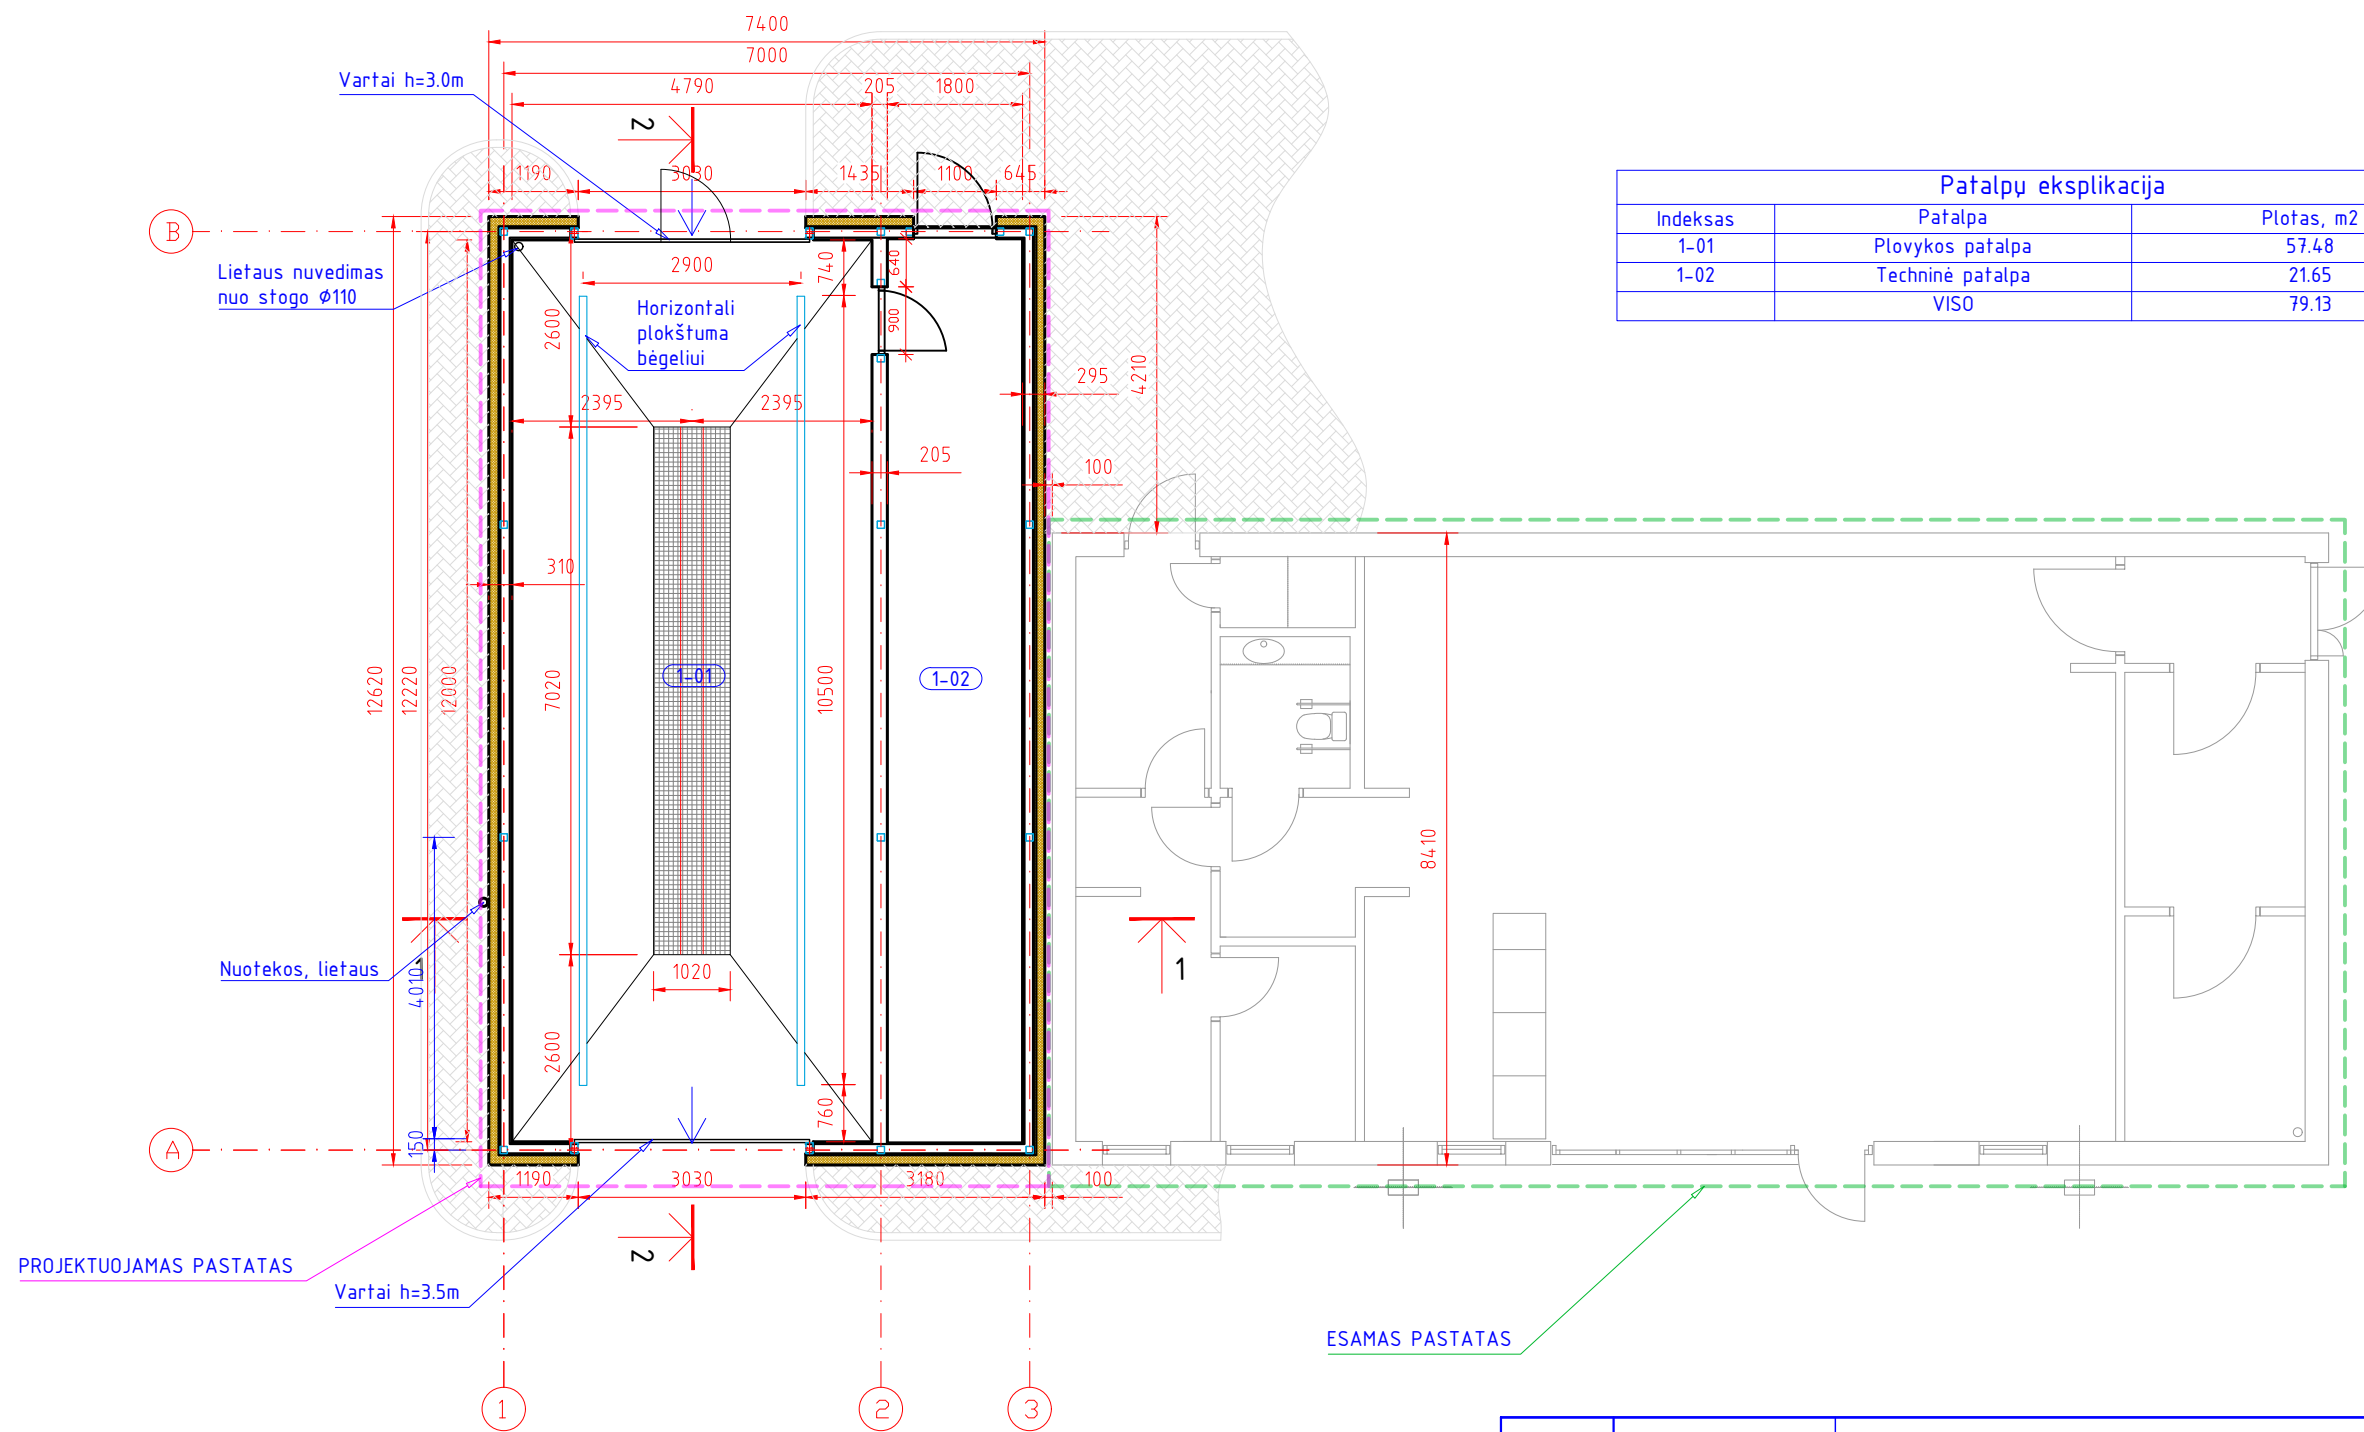 7400
7000
Vartai h=3.0m
4790
205
1800
2
1190
3030
1435
1100
645
Patalpų eksplikacija
Indeksas
Patalpa
Plotas, m2
1-01
Plovykos patalpa
57.48
1-02
Techninė patalpa
21.65
VISO
79.13
B
Lietaus nuvedimas
nuo stogo Ø110
2900
740
640
Horizontali
plokštuma
bėgeliui
900
2600
4210
295
2395
2395
205
100
310
12620
12220
12000
7020
1-01
10500
1-02
8410
Nuotekos, lietaus
1
4010
1020
1
2600
760
150
A
1190
3030
3180
100
2
PROJEKTUOJAMAS PASTATAS
Vartai h=3.5m
ESAMAS PASTATAS
1
2
3